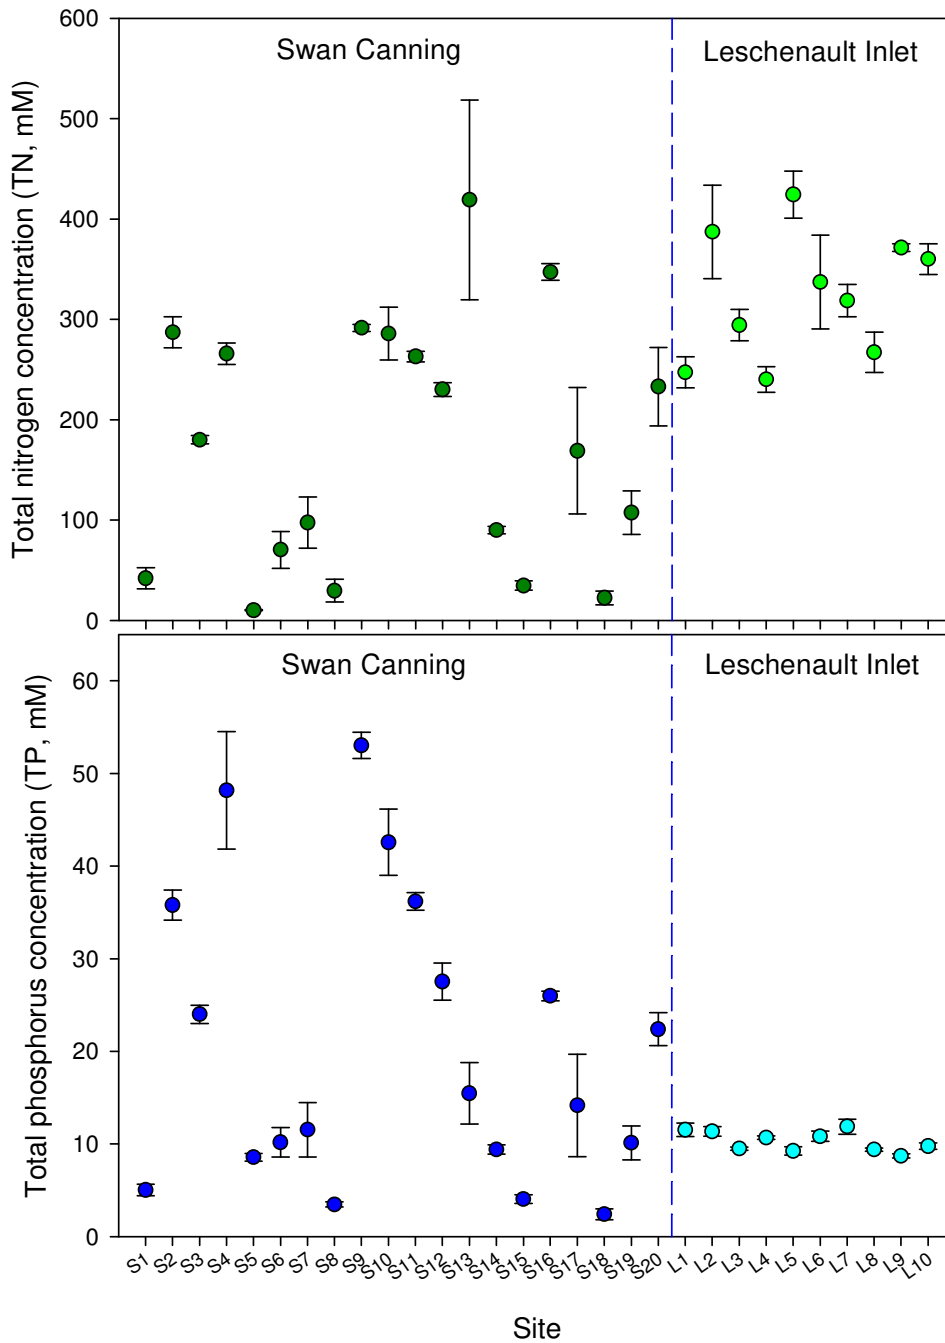 Swan Canning
Leschenault Inlet
Total nitrogen concentration (TN, mM)
600
500
400
300
200
100
0
Swan Canning
Leschenault Inlet
Total phosphorus concentration (TP, mM)
60
50
40
30
20
10
0
S1 S2 S3 S4 S5 S6 S7 S8 S9 S10 S11 S12 S13 S14 S15 S16 S17 S18 S19 S20 L1 L2 L3 L4 L5 L6 L7 L8 L9 L10
Site